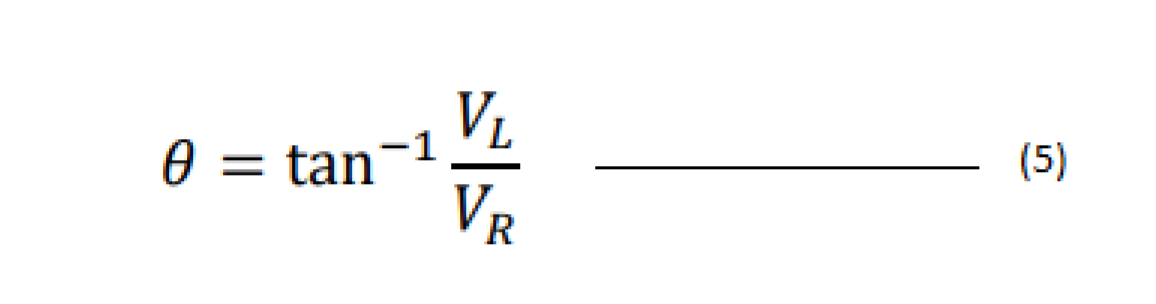 θ = tan⁻¹ V_L / V_R (5)